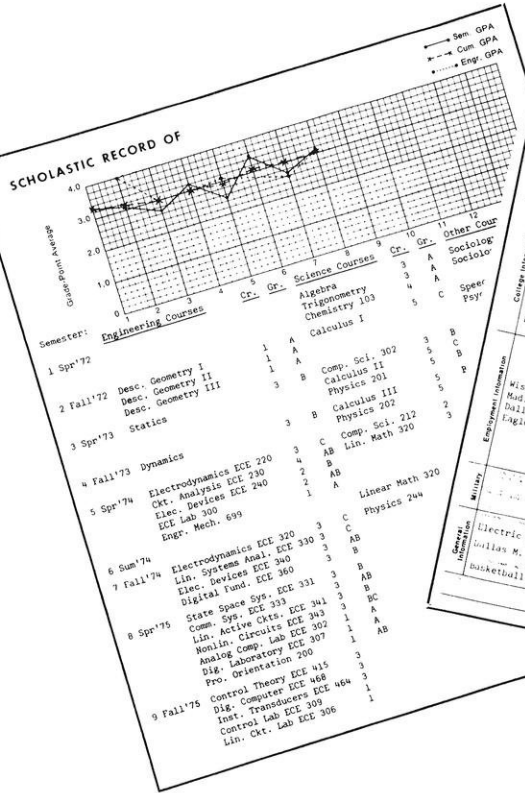 Sem. GPA
Cum. GPA
Engr. GPA
SCHOLASTIC RECORD OF
Grade Point Average
4.0
3.0
2.0
1.0
0
1 2 3 4 5 6 7 8 9 10 11 12
Semester: Engineering Courses Cr. Gr. Science Courses Cr. Gr. Other Cour
1 Spr'72 Algebra 3 A Sociolog
Trigonometry 3 A Sociolo
Chemistry 103 4 A
2 Fall'72 Desc. Geometry I 1 A Calculus I 5 C Speec
Desc. Geometry II 1 A Psy
Desc. Geometry III 1 A
3 Spr'73 Statics 3 B Comp. Sci. 302 3 B
Calculus II 5 C
Physics 201 5 B
4 Fall'73 Dynamics 3 B Calculus III 5
Physics 202 5
5 Spr'74 Electrodynamics ECE 220 3 C Comp. Sci. 212 2
Ckt. Analysis ECE 230 4 AB Lin. Math 320 3
Elec. Devices ECE 240 2 B
ECE Lab 300 2 AB
Engr. Mech. 699 1 A
6 Sum'74 Linear Math 320
7 Fall'74 Electrodynamics ECE 320 3 C Physics 244
Lin. Systems Anal. ECE 330 3 C
Elec. Devices ECE 340 3 AB
Digital Fund. ECE 360 3 B
8 Spr'75 State Space Sys. ECE 331 3 B
Comm. Sys. ECE 333 3 AB
Lin. Active Ckts. ECE 341 3 B
Nonlin. Circuits ECE 343 3 BC
Analog Comp. Lab ECE 302 1 A
Dig. Laboratory ECE 307 1 A
Pro. Orientation 200 1 AB
9 Fall'75 Control Theory ECE 415 3
Dig. Computer ECE 468 3
Inst. Transducers ECE 464 3
Control Lab ECE 309 1
Lin. Ckt. Lab ECE 306 1
College
Employment Information
Wis
Mad.
Dall
Eagle
Military
General Information
Electric
Dallas M.
Basketball